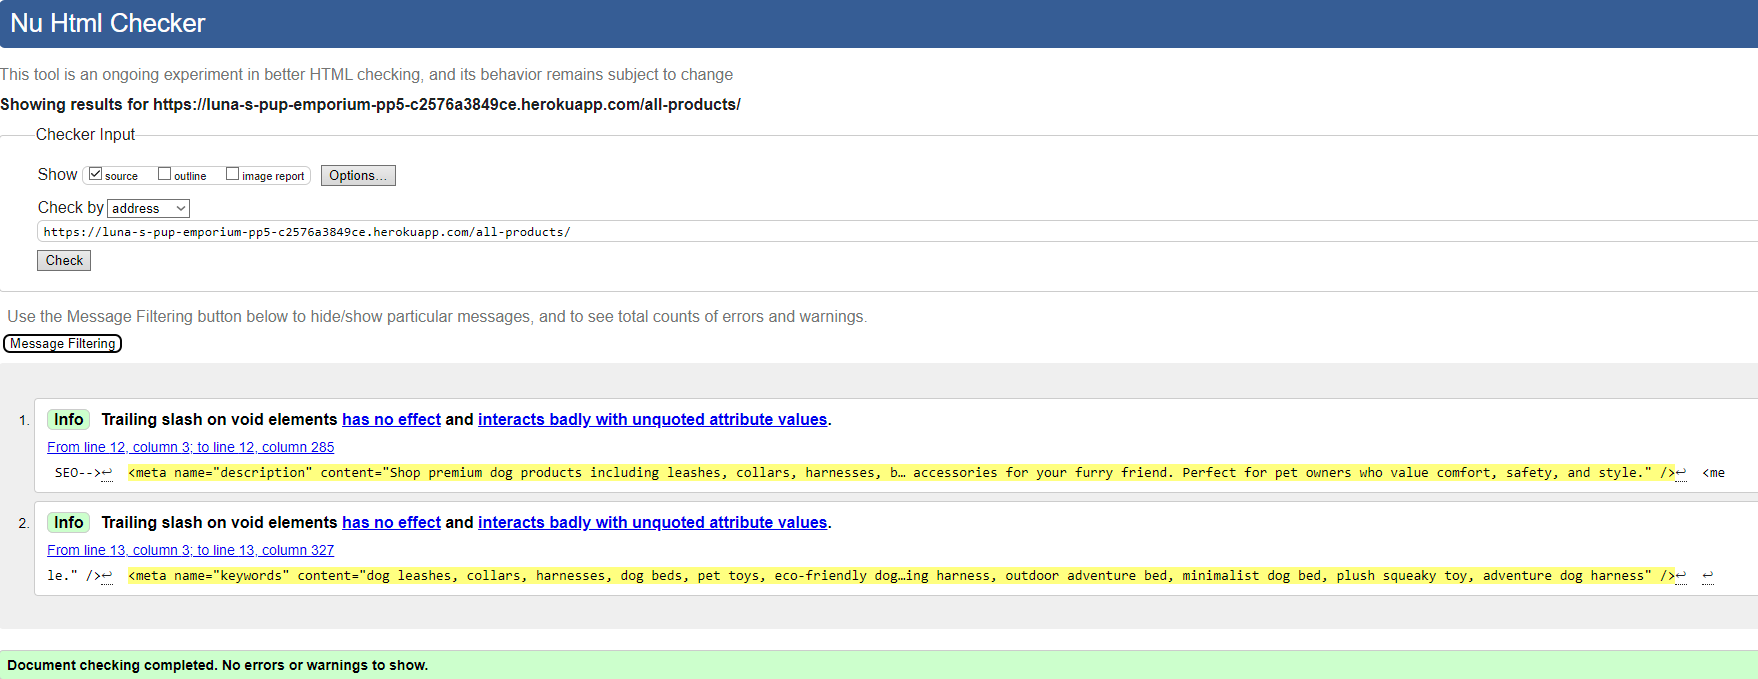 Nu Html Checker
This tool is an ongoing experiment in better HTML checking, and its behavior remains subject to change
Showing results for https://luna-s-pup-emporium-pp5-c2576a3849ce.herokuapp.com/all-products/
Checker Input
Show source outline image report Options...
Check by address
https://luna-s-pup-emporium-pp5-c2576a3849ce.herokuapp.com/all-products/
Check
Use the Message Filtering button below to hide/show particular messages, and to see total counts of errors and warnings.
Message Filtering
1. Info Trailing slash on void elements has no effect and interacts badly with unquoted attribute values.
From line 12, column 3; to line 12, column 285
SEO-->↩ <meta name="description" content="Shop premium dog products including leashes, collars, harnesses, b… accessories for your furry friend. Perfect for pet owners who value comfort, safety, and style." />↩ <me
2. Info Trailing slash on void elements has no effect and interacts badly with unquoted attribute values.
From line 13, column 3; to line 13, column 327
le." />↩ <meta name="keywords" content="dog leashes, collars, harnesses, dog beds, pet toys, eco-friendly dog…ing harness, outdoor adventure bed, minimalist dog bed, plush squeaky toy, adventure dog harness" />↩ ↩
Document checking completed. No errors or warnings to show.